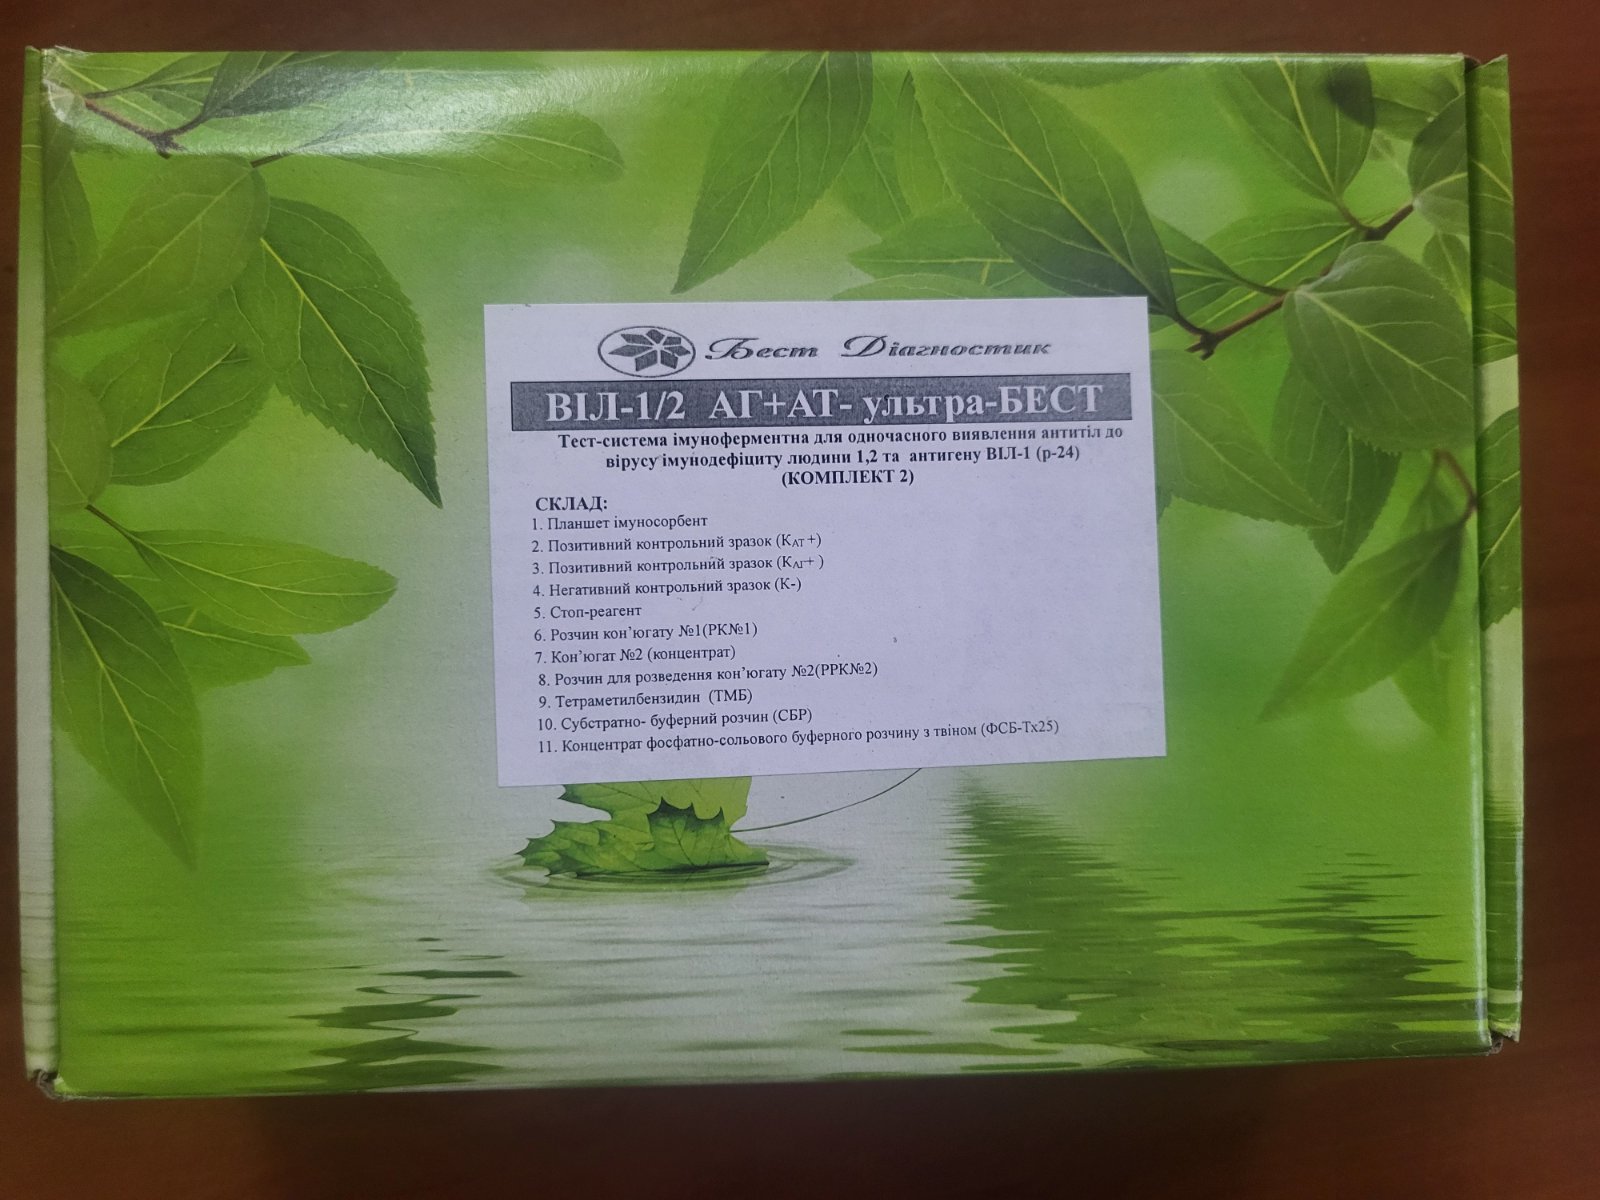 Бест Діагностик
ВІЛ-1/2 АГ+АТ- ультра-БЕСТ
Тест-система імуноферментна для одночасного виявлення антитіл до
вірусу імунодефіциту людини 1,2 та антигену ВІЛ-1 (р-24)
(КОМПЛЕКТ 2)
СКЛАД:
1. Планшет імуносорбент
2. Позитивний контрольний зразок (КАТ+)
3. Позитивний контрольний зразок (КАГ+ )
4. Негативний контрольний зразок (К-)
5. Стоп-реагент
6. Розчин кон’югату №1(РК№1)
7. Кон’югат №2 (концентрат)
8. Розчин для розведення кон’югату №2(РРК№2)
9. Тетраметилбензидин (ТМБ)
10. Субстратно- буферний розчин (СБР)
11. Концентрат фосфатно-сольового буферного розчину з твіном (ФСБ-Тх25)